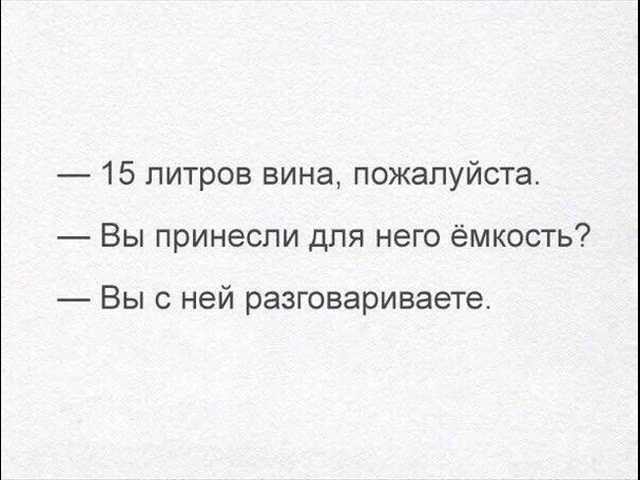 — 15 литров вина, пожалуйста.
— Вы принесли для него ёмкость?
— Вы с ней разговариваете.